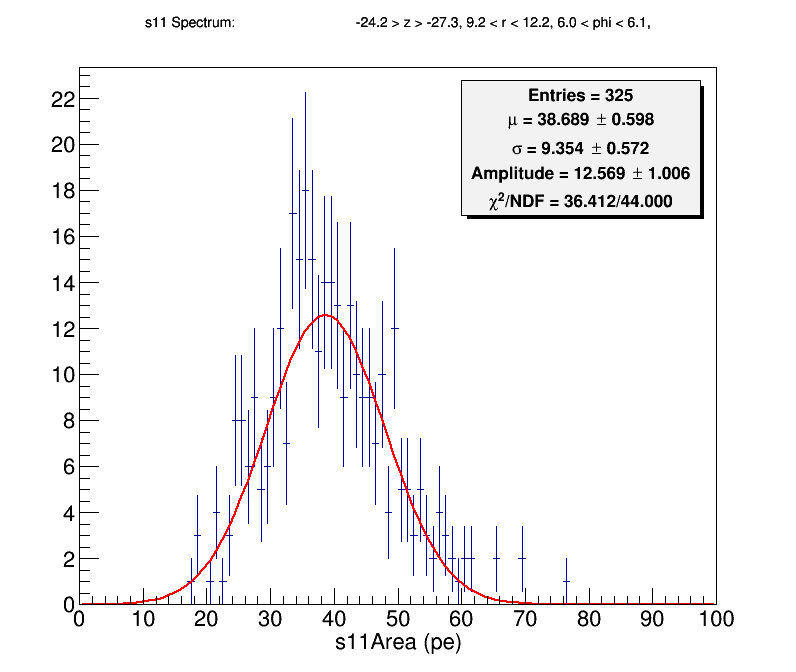 s11 Spectrum: -24.2 > z > -27.3, 9.2 < r < 12.2, 6.0 < phi < 6.1,
Entries = 325
μ = 38.689 ± 0.598
σ = 9.354 ± 0.572
Amplitude = 12.569 ± 1.006
χ²/NDF = 36.412/44.000
22
20
18
16
14
12
10
8
6
4
2
0
0 10 20 30 40 50 60 70 80 90 100
s11Area (pe)